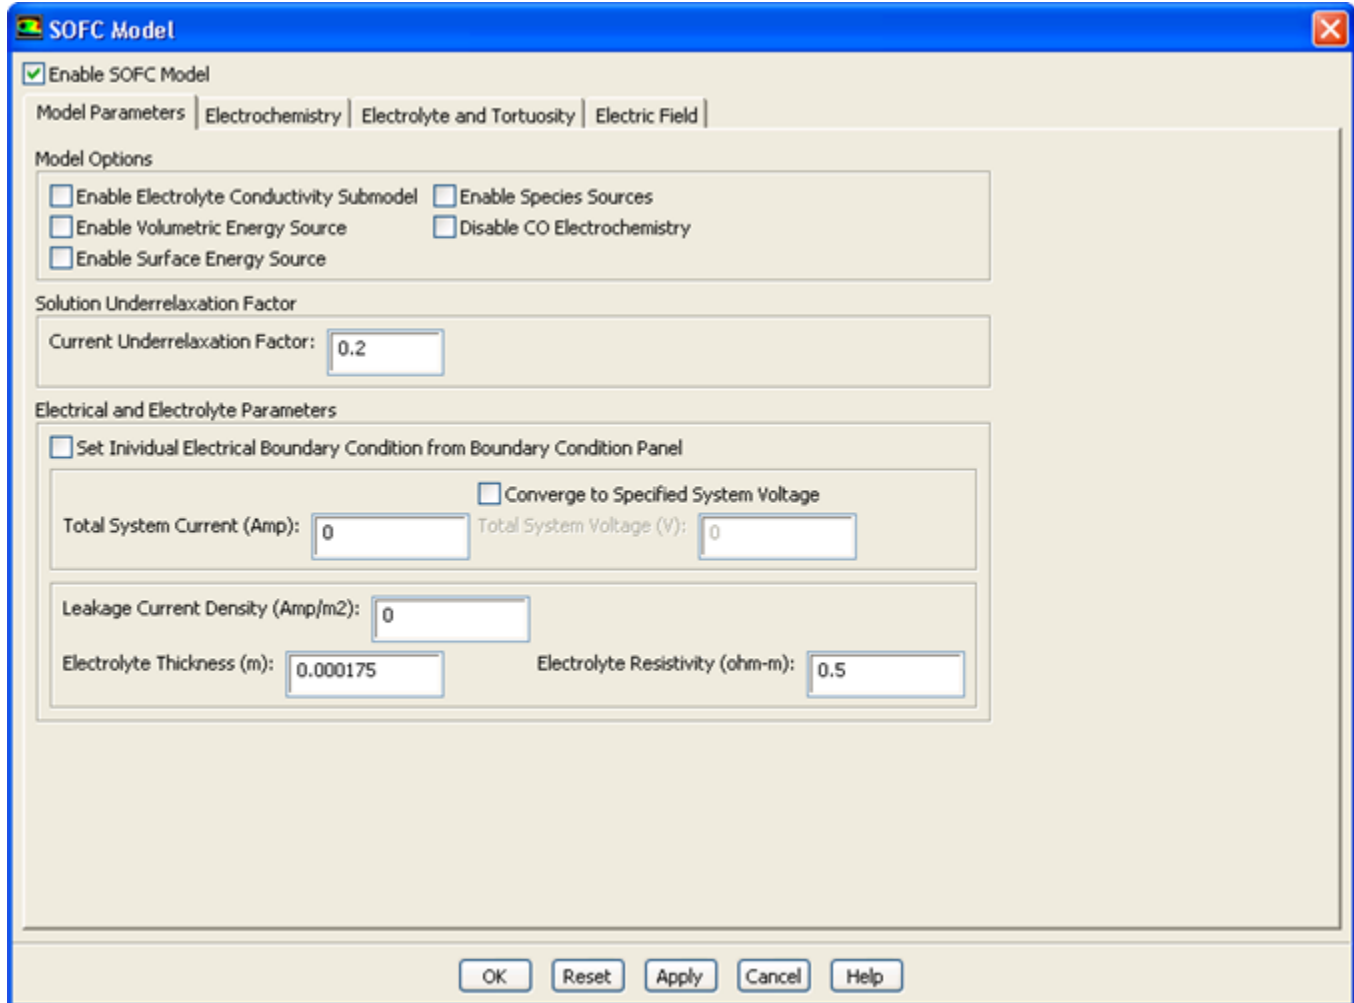 SOFC Model
Enable SOFC Model
Model Parameters Electrochemistry Electrolyte and Tortuosity Electric Field
Model Options
Enable Electrolyte Conductivity Submodel Enable Species Sources
Enable Volumetric Energy Source Disable CO Electrochemistry
Enable Surface Energy Source
Solution Underrelaxation Factor
Current Underrelaxation Factor: 0.2
Electrical and Electrolyte Parameters
Set Inividual Electrical Boundary Condition from Boundary Condition Panel
Converge to Specified System Voltage
Total System Current (Amp): 0 Total System Voltage (V): 0
Leakage Current Density (Amp/m2): 0
Electrolyte Thickness (m): 0.000175 Electrolyte Resistivity (ohm-m): 0.5
OK Reset Apply Cancel Help